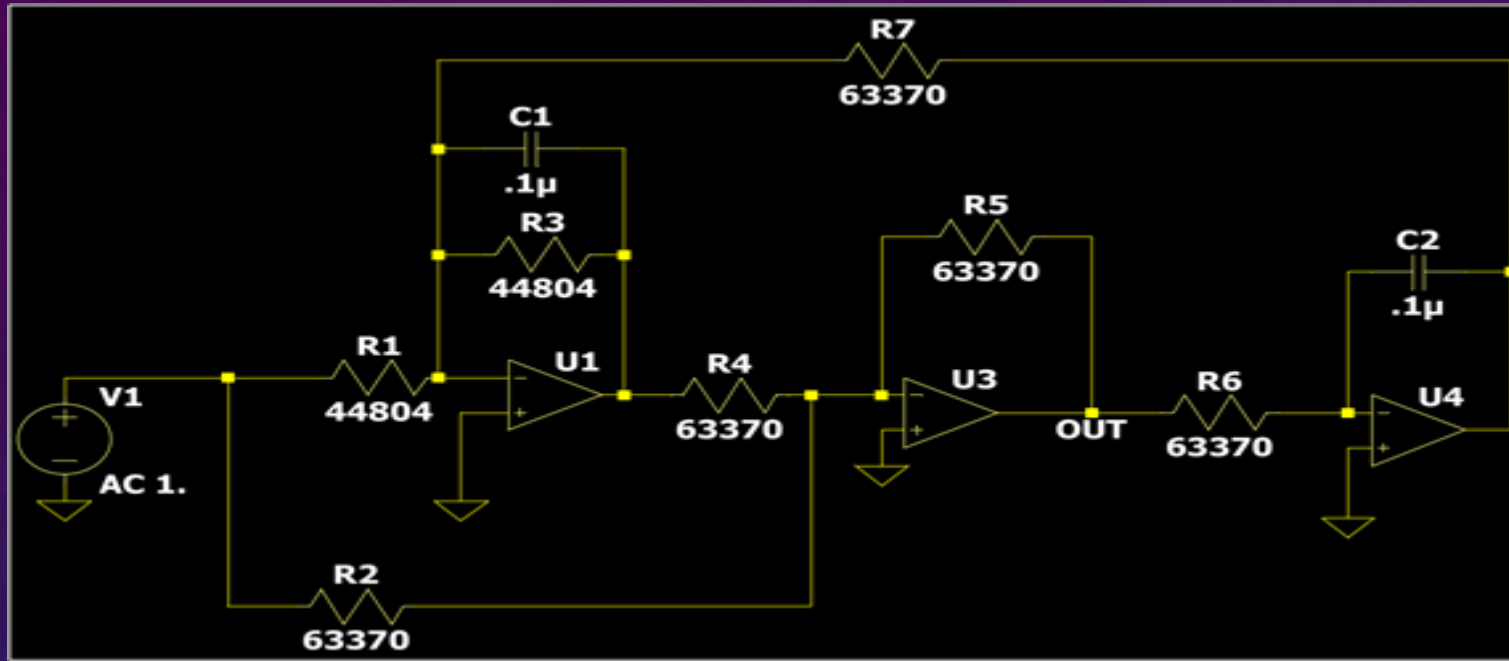 R7
63370
C1
.1µ
R3
44804
R5
63370
C2
.1µ
R1
44804
U1
R4
63370
U3
R6
63370
U4
V1
AC 1.
OUT
R2
63370